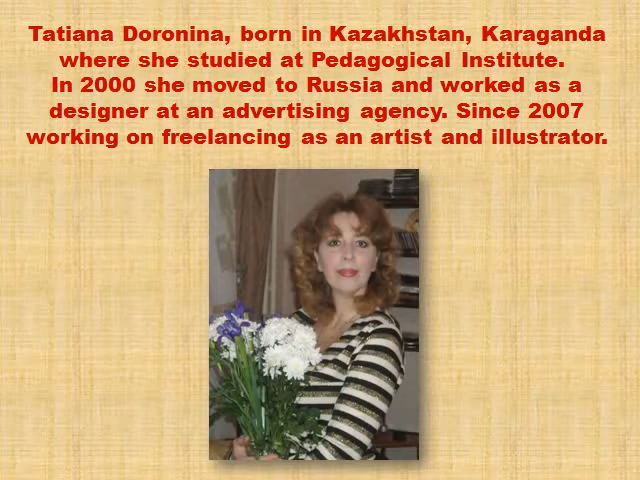 Tatiana Doronina, born in Kazakhstan, Karaganda
where she studied at Pedagogical Institute.
In 2000 she moved to Russia and worked as a
designer at an advertising agency. Since 2007
working on freelancing as an artist and illustrator.